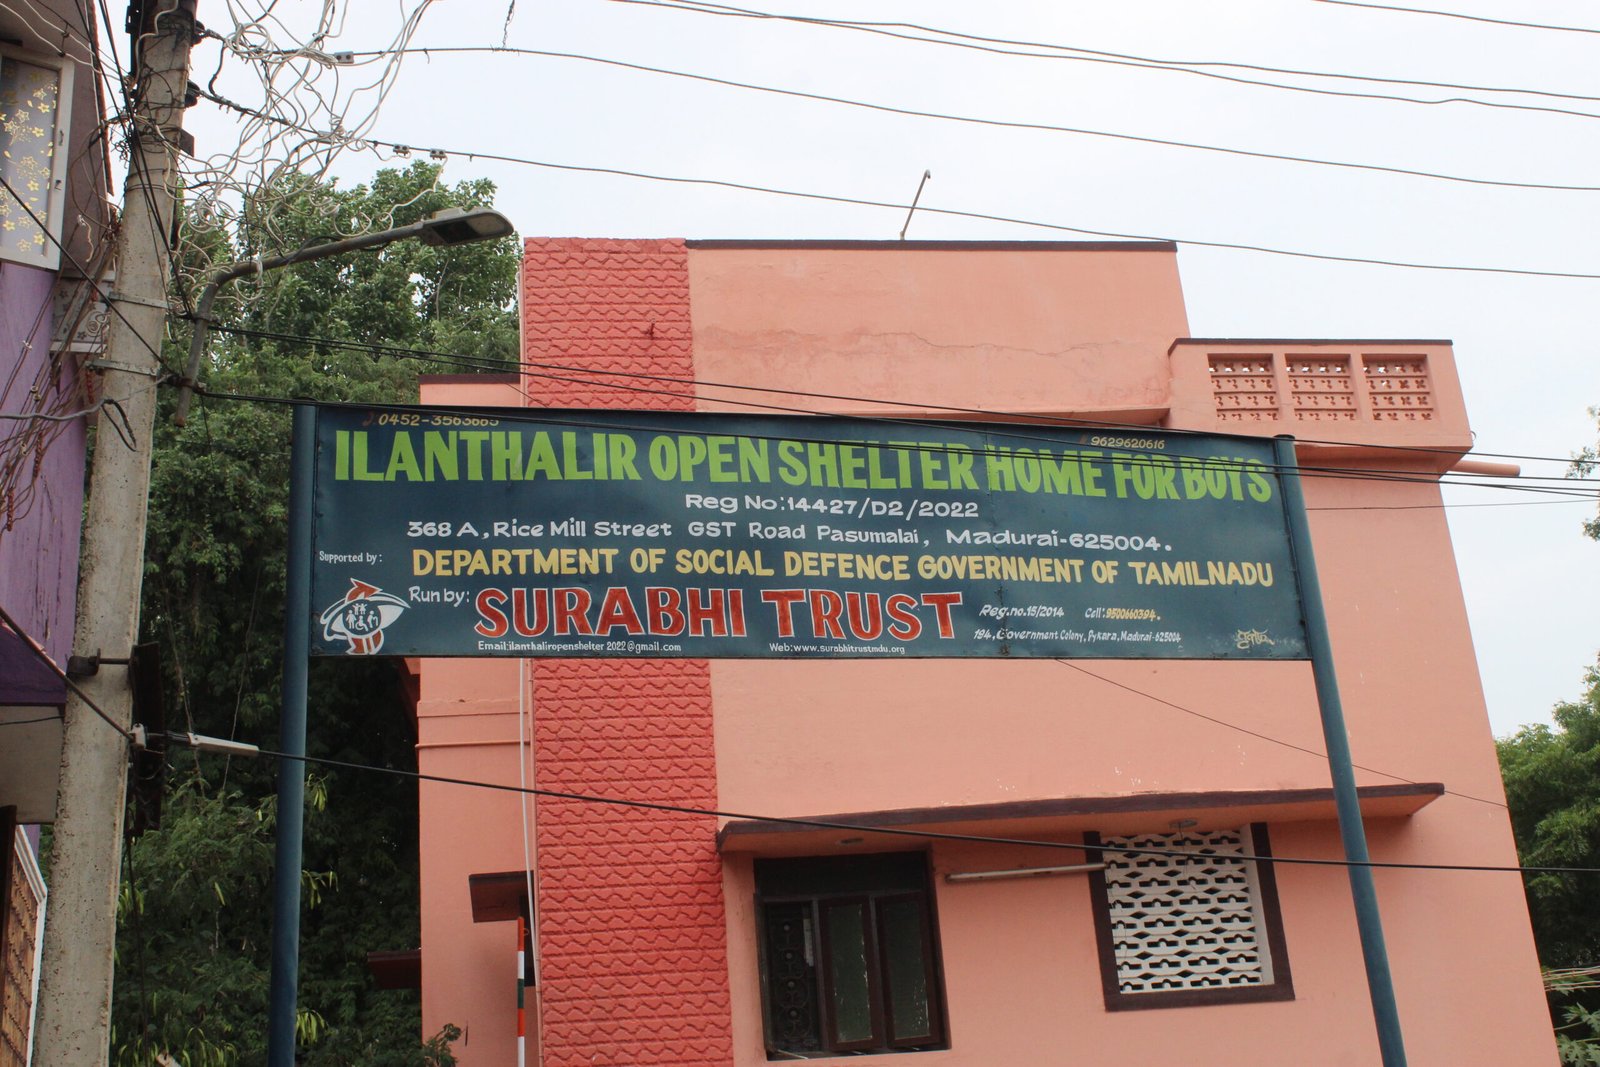 0452-3563665 9629620616
ILANTHALIR OPEN SHELTER HOME FOR BOYS
Reg No:14427/D2/2022
368 A, Rice Mill Street GST Road Pasumalai, Madurai-625004.
Supported by: DEPARTMENT OF SOCIAL DEFENCE GOVERNMENT OF TAMILNADU
Run by: SURABHI TRUST Reg.no.15/2014 Cell: 9500660394.
194, Government Colony, Pykara, Madurai-625004
Email:ilanthaliropenshelter2022@gmail.com Web:www.surabhitrustmdu.org